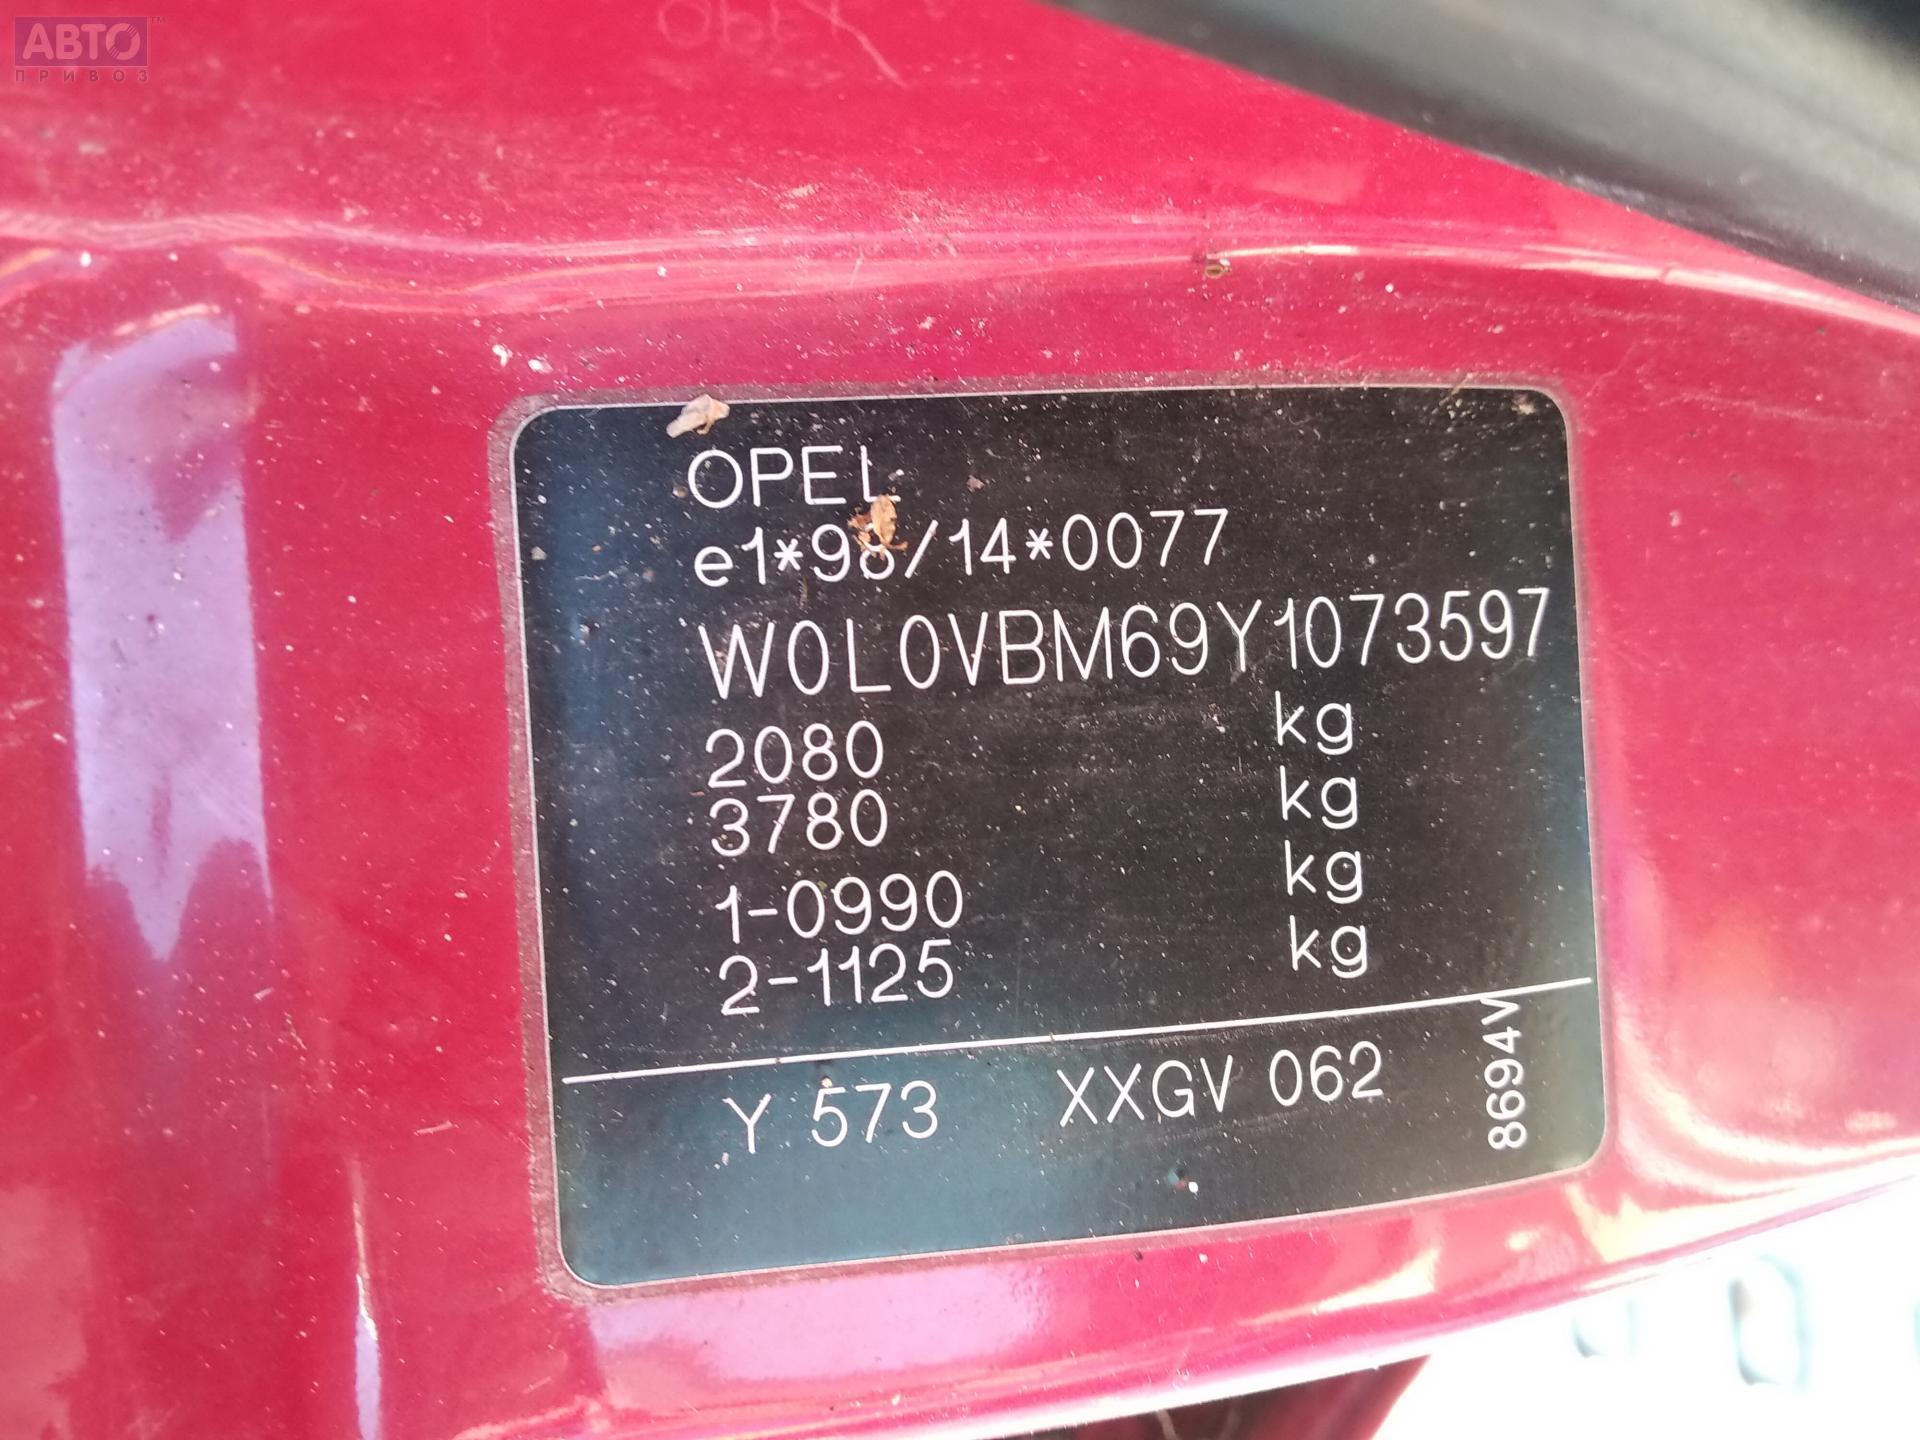 АВТО™
ПРИВОЗ
OPEL
e1*98/14*0077
W0L0VBM69Y1073597
2080 kg
3780 kg
1-0990 kg
2-1125 kg
Y 573 XXGV 062
8694V